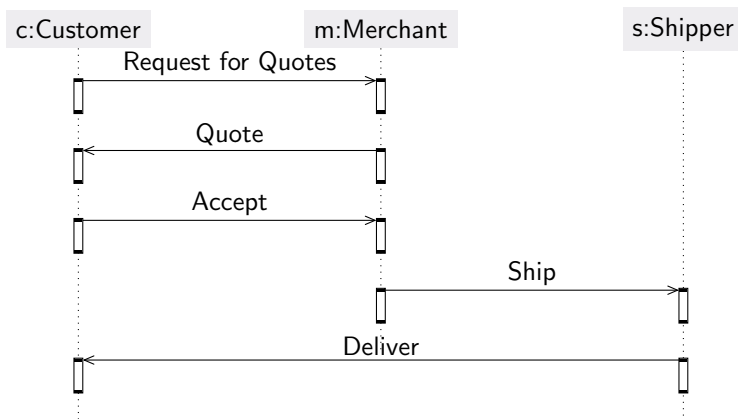 c:Customer
m:Merchant
s:Shipper
Request for Quotes
Quote
Accept
Ship
Deliver